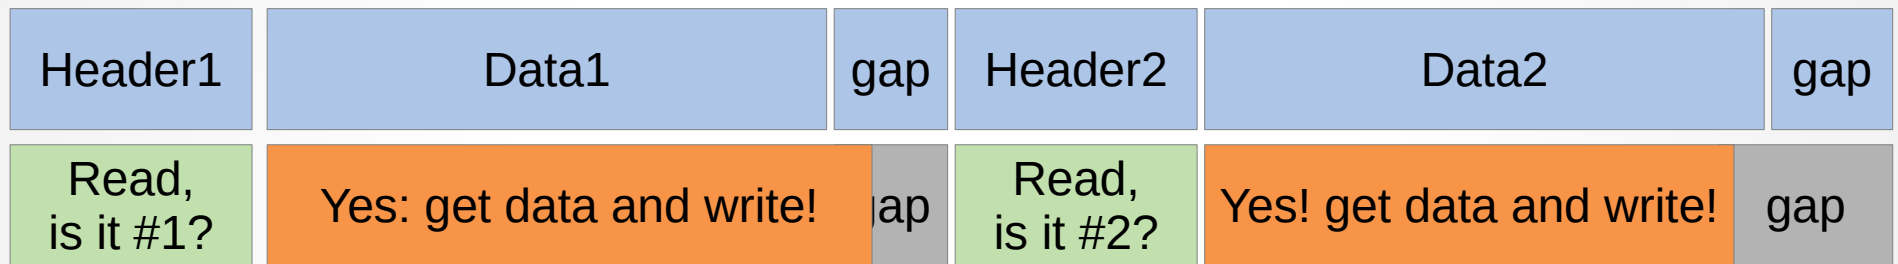 Header1 Data1 gap Header2 Data2 gap
Read, Read,
Yes: get data and write! gap Yes! get data and write! gap
is it #1? is it #2?